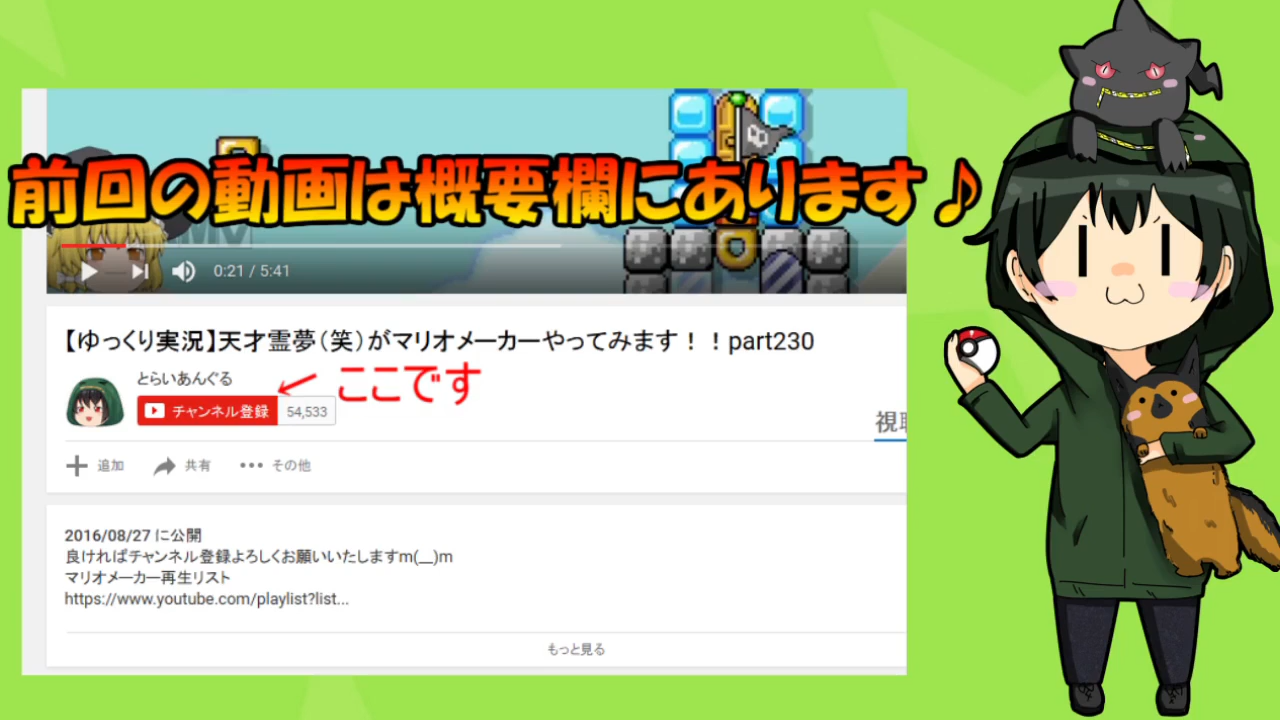 前回の動画は概要欄にあります♪
0:21 / 5:41
【ゆっくり実況】天才霊夢（笑）がマリオメーカーやってみます！！part230
とらいあんぐる
チャンネル登録 54,533
ここです
視聴
追加 共有 その他
2016/08/27 に公開
良ければチャンネル登録よろしくお願いいたしますm(__)m
マリオメーカー再生リスト
https://www.youtube.com/playlist?list...
もっと見る